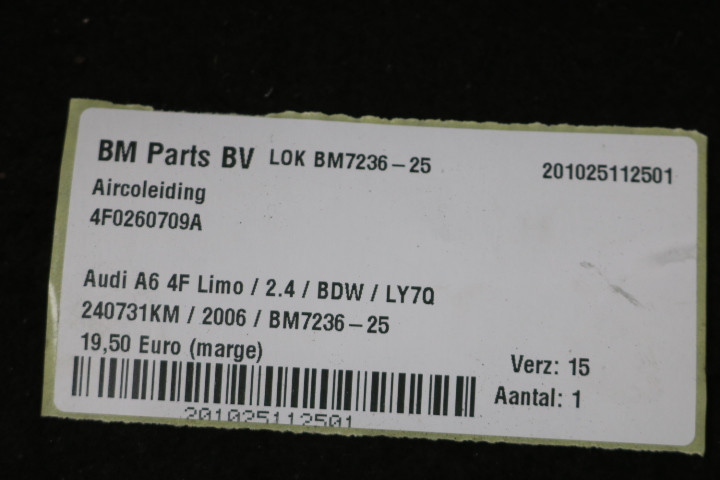 BM Parts BV LOK BM7236-25 201025112501
Aircoleiding
4F0260709A
Audi A6 4F Limo / 2.4 / BDW / LY7Q
240731KM / 2006 / BM7236-25
19,50 Euro (marge)
Verz: 15
Aantal: 1
201025112501